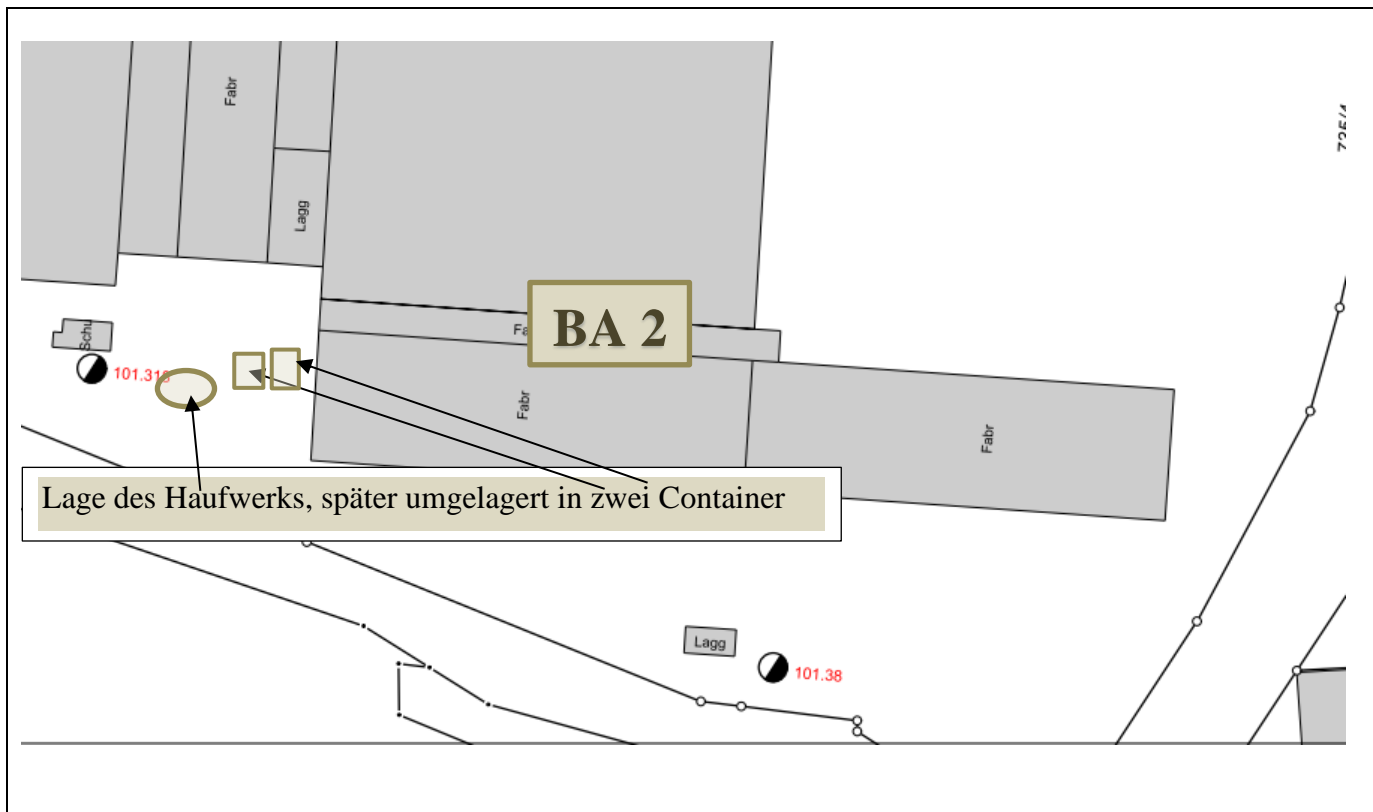 Fabr
Lagg
Schu
101.31
BA 2
Fabr
Fabr
Lage des Haufwerks, später umgelagert in zwei Container
Lagg
101.38